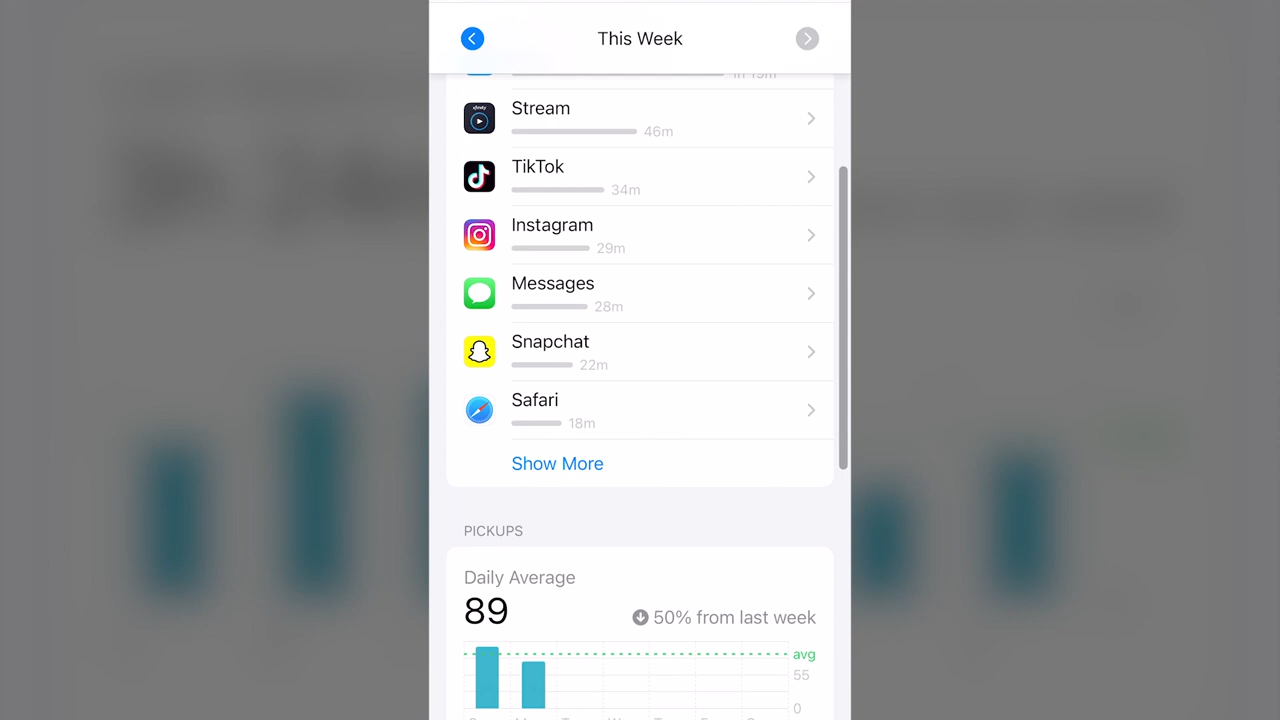 This Week
Stream
46m
TikTok
34m
Instagram
29m
Messages
28m
Snapchat
22m
Safari
18m
Show More
PICKUPS
Daily Average
89
50% from last week
avg
55
0